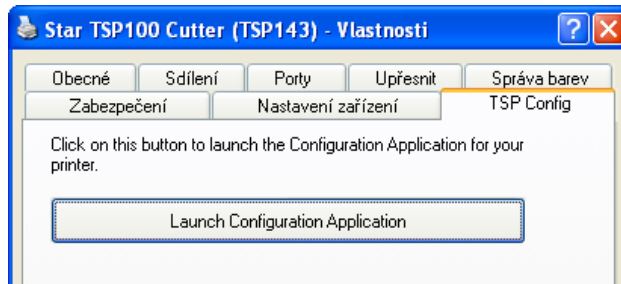 Star TSP100 Cutter (TSP143) - Vlastnosti
Obecné Sdílení Porty Upřesnit Správa barev
Zabezpečení Nastavení zařízení TSP Config
Click on this button to launch the Configuration Application for your
printer.
Launch Configuration Application